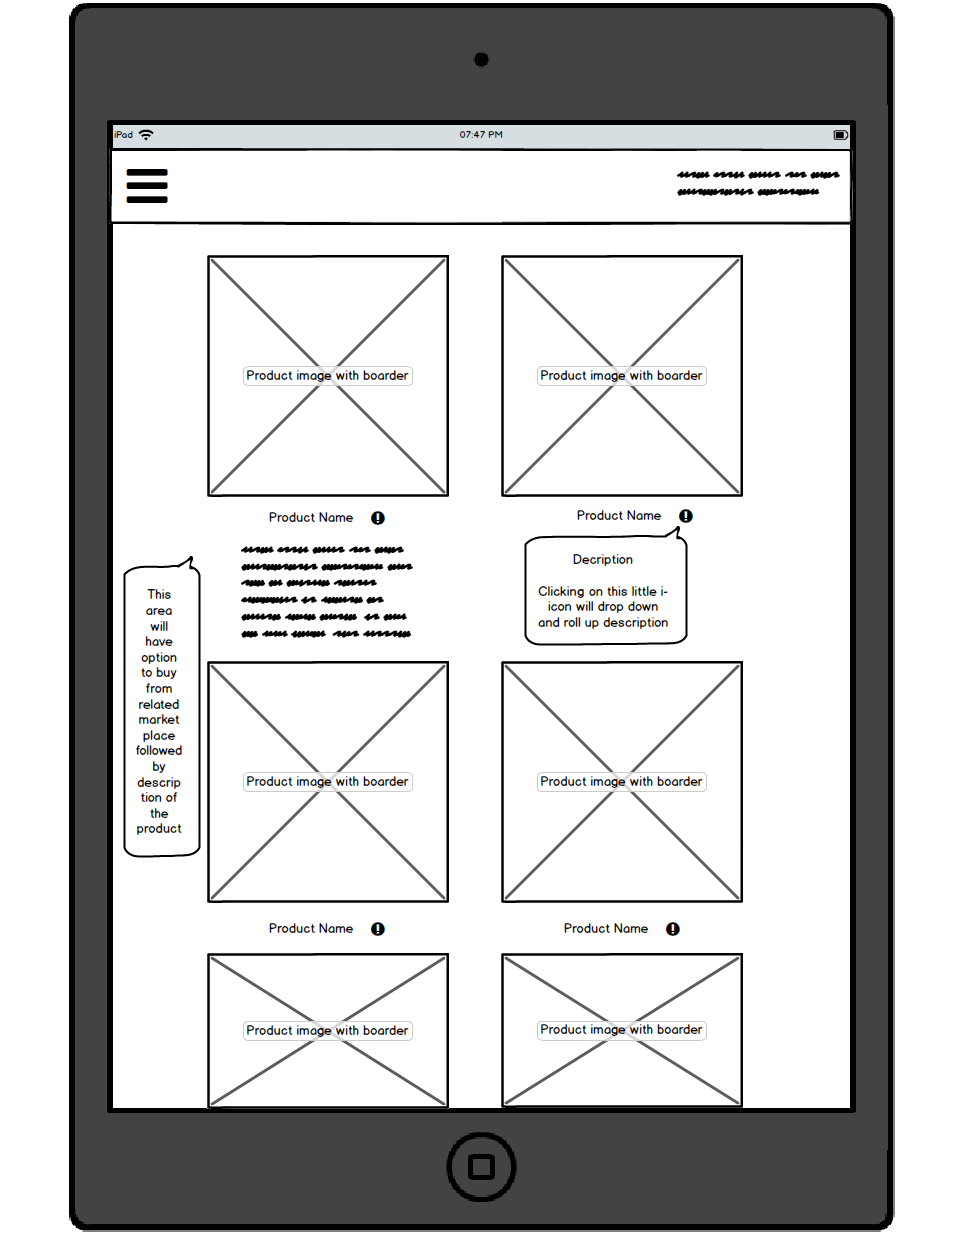 iPad
07:47 PM
Product image with boarder
Product image with boarder
Product Name
Product Name
Decription
Clicking on this little i-
icon will drop down
and roll up description
This
area
will
have
option
to buy
from
related
market
place
followed
by
descrip
tion of
the
product
Product image with boarder
Product image with boarder
Product Name
Product Name
Product image with boarder
Product image with boarder